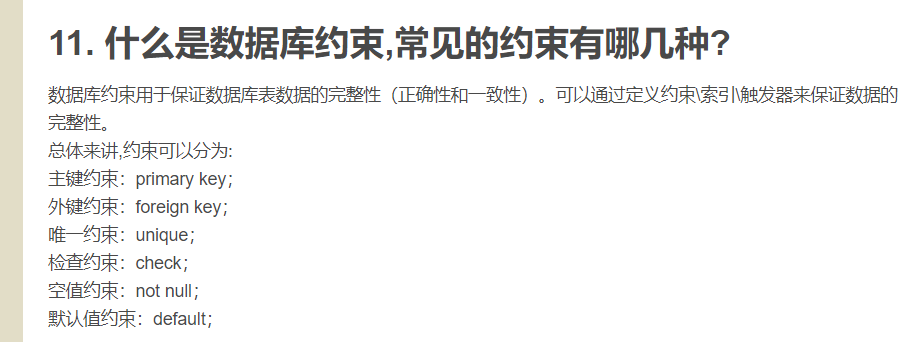 11. 什么是数据库约束,常见的约束有哪几种?
数据库约束用于保证数据库表数据的完整性（正确性和一致性）。可以通过定义约束\索引\触发器来保证数据的
完整性。
总体来讲,约束可以分为:
主键约束：primary key；
外键约束：foreign key；
唯一约束：unique；
检查约束：check；
空值约束：not null；
默认值约束：default；